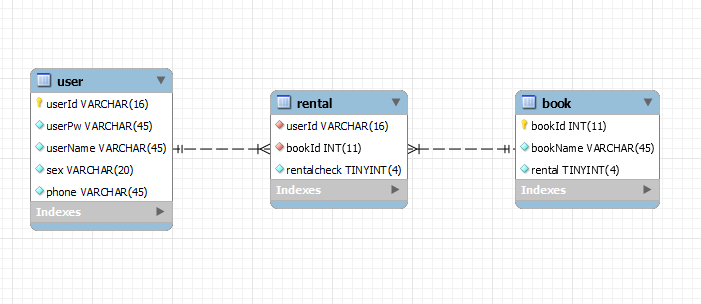 user
userId VARCHAR(16)
userPw VARCHAR(45)
userName VARCHAR(45)
sex VARCHAR(20)
phone VARCHAR(45)
Indexes
rental
userId VARCHAR(16)
bookId INT(11)
rentalcheck TINYINT(4)
Indexes
book
bookId INT(11)
bookName VARCHAR(45)
rental TINYINT(4)
Indexes